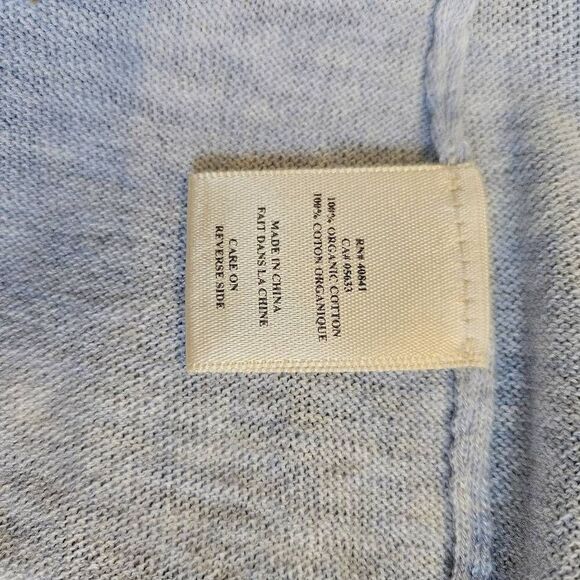 RN# 40841
CA# 05633
100% ORGANIC COTTON
100% COTON ORGANIQUE
MADE IN CHINA
FAIT DANS LA CHINE
CARE ON
REVERSE SIDE